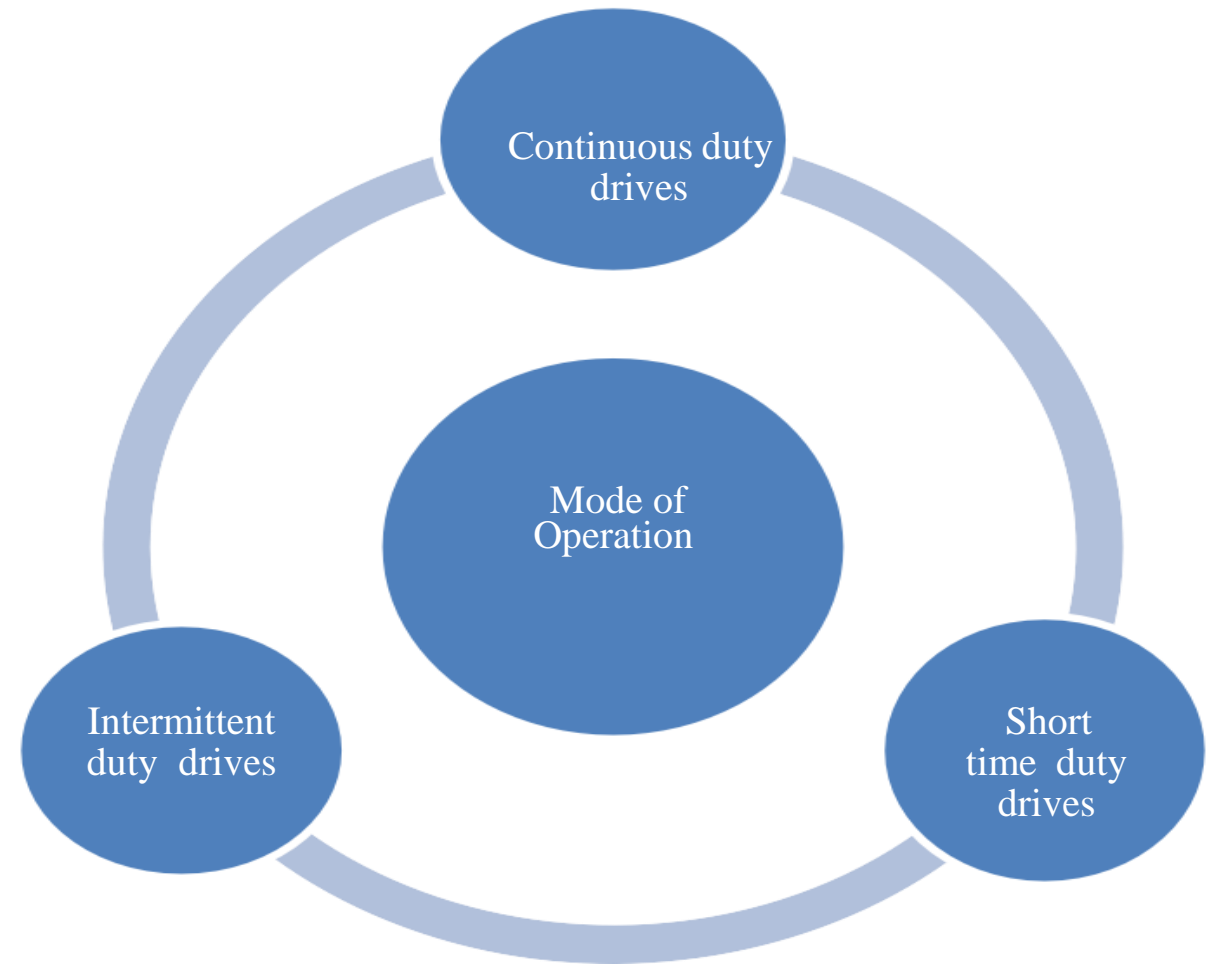 Continuous duty
drives
Mode of
Operation
Intermittent
duty drives
Short
time duty
drives